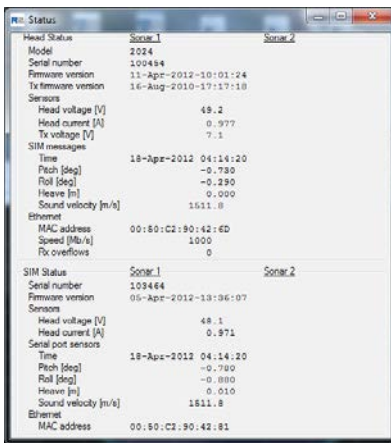 Status
Head Status Sonar 1 Sonar 2
Model 2024
Serial number 100454
Firmware version 11-Apr-2012-10:01:24
Tx firmware version 16-Aug-2010-17:17:18
Sensors
Head voltage [V] 49.2
Head current [A] 0.977
Tx voltage [V] 7.1
SIM messages
Time 18-Apr-2012 04:14:20
Pitch [deg] -0.730
Roll [deg] -0.290
Heave [m] 0.000
Sound velocity [m/s] 1511.8
Ethernet
MAC address 00:50:C2:90:42:6D
Speed [Mb/s] 1000
Rx overflows 0
SIM Status Sonar 1 Sonar 2
Serial number 103464
Firmware version 05-Apr-2012-13:36:07
Sensors
Head voltage [V] 48.1
Head current [A] 0.971
Serial port sensors
Time 18-Apr-2012 04:14:20
Pitch [deg] -0.700
Roll [deg]
Heave [m] 0.010
Sound velocity [m/s] 1511.8
Ethernet
MAC address 00:50:C2:90:42:81